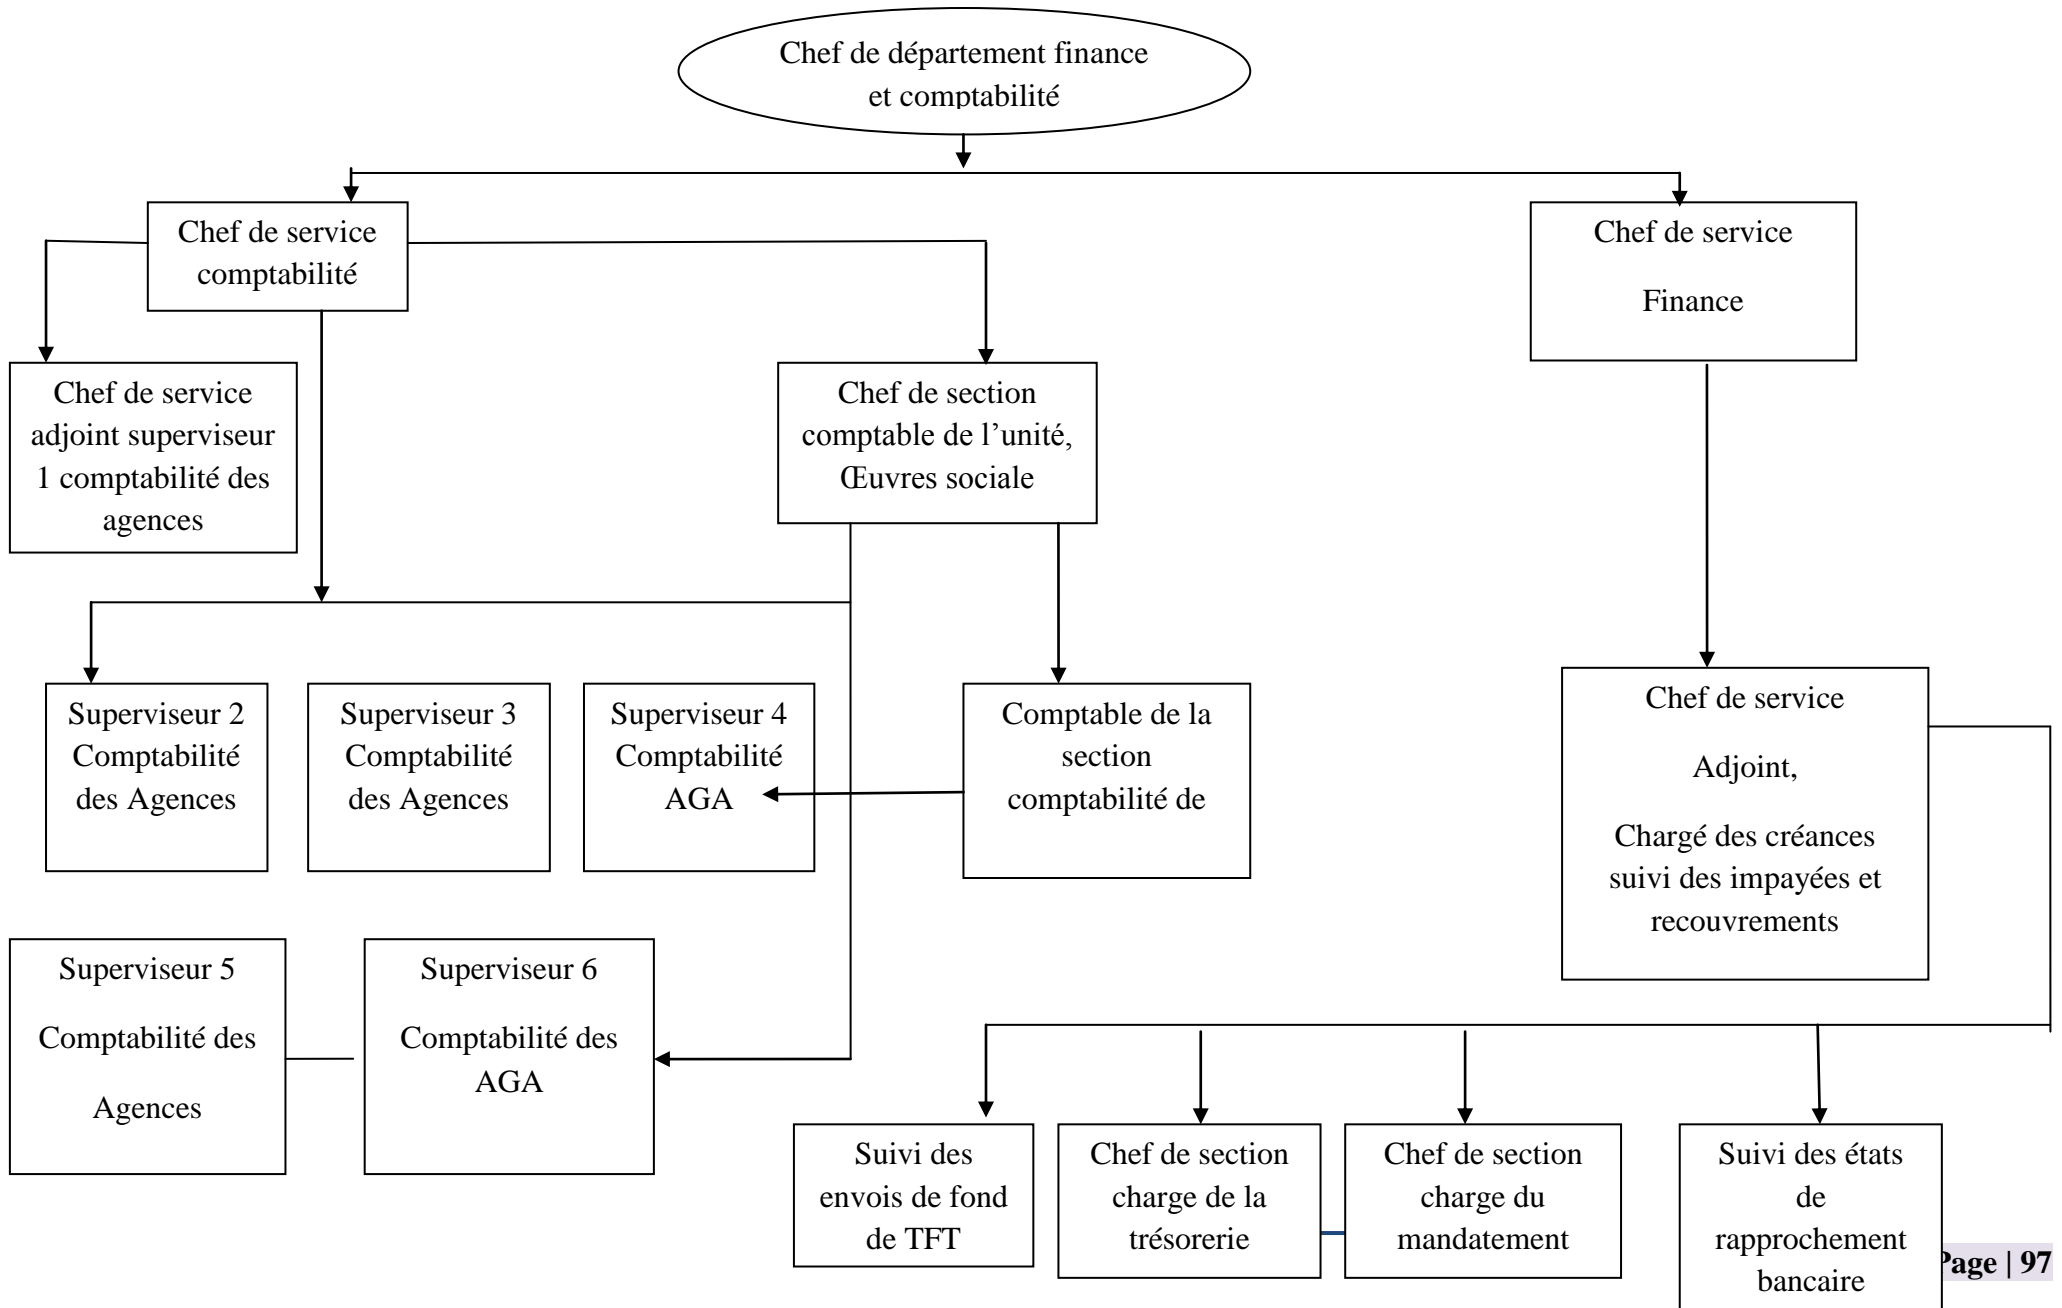 Chef de département finance
et comptabilité
Chef de service
comptabilité
Chef de service
Finance
Chef de service
adjoint superviseur
1 comptabilité des
agences
Chef de section
comptable de l’unité,
Œuvres sociale
Superviseur 2
Comptabilité
des Agences
Superviseur 3
Comptabilité
des Agences
Superviseur 4
Comptabilité
AGA
Comptable de la
section
comptabilité de
Chef de service
Adjoint,
Chargé des créances
suivi des impayées et
recouvrements
Superviseur 5
Comptabilité des
Agences
Superviseur 6
Comptabilité des
AGA
Suivi des
envois de fond
de TFT
Chef de section
charge de la
trésorerie
Chef de section
charge du
mandatement
Suivi des états
de
rapprochement
bancaire
Page | 97